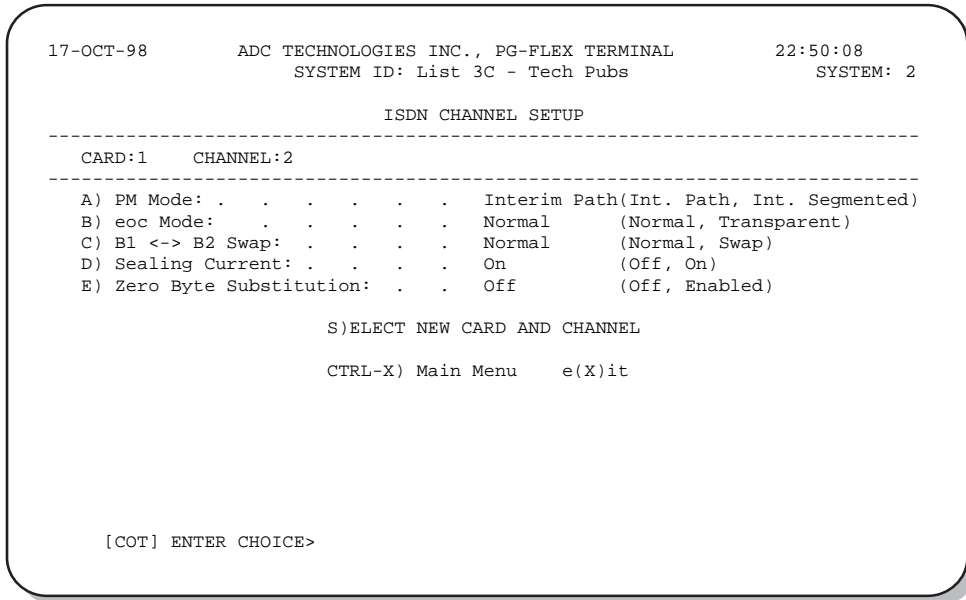 17-OCT-98 ADC TECHNOLOGIES INC., PG-FLEX TERMINAL 22:50:08
SYSTEM ID: List 3C - Tech Pubs SYSTEM: 2
ISDN CHANNEL SETUP
------------------------------------------------------------------------------
CARD:1 CHANNEL:2
------------------------------------------------------------------------------
A) PM Mode: . . . . . . Interim Path(Int. Path, Int. Segmented)
B) eoc Mode: . . . . . Normal (Normal, Transparent)
C) B1 <-> B2 Swap: . . . . Normal (Normal, Swap)
D) Sealing Current: . . . . On (Off, On)
E) Zero Byte Substitution: . . Off (Off, Enabled)
S)ELECT NEW CARD AND CHANNEL
CTRL-X) Main Menu e(X)it
[COT] ENTER CHOICE>